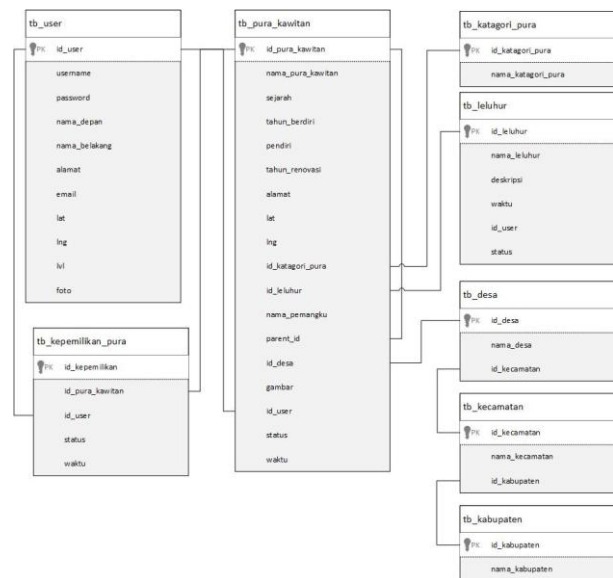 tb_user
PK id_user
username
password
nama_depan
nama_belakang
alamat
email
lat
lng
lvl
foto
tb_kepemilikan_pura
PK id_kepemilikan
id_pura_kawitan
id_user
status
waktu
tb_pura_kawitan
PK id_pura_kawitan
nama_pura_kawitan
sejarah
tahun_berdiri
pendiri
tahun_renovasi
alamat
lat
lng
id_katagori_pura
id_leluhur
nama_pemangku
parent_id
id_desa
gambar
id_user
status
waktu
tb_katagori_pura
PK id_katagori_pura
nama_katagori_pura
tb_leluhur
PK id_leluhur
nama_leluhur
deskripsi
waktu
id_user
status
tb_desa
PK id_desa
nama_desa
id_kecamatan
tb_kecamatan
PK id_kecamatan
nama_kecamatan
id_kabupaten
tb_kabupaten
PK id_kabupaten
nama_kabupaten